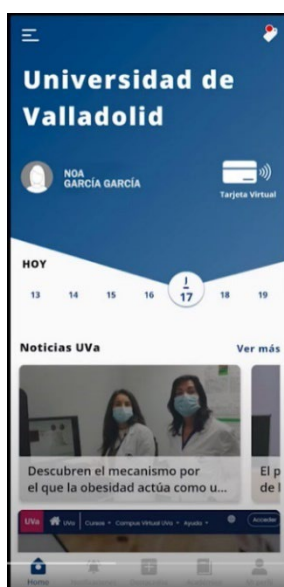 Universidad de
Valladolid
NOA
GARCÍA GARCÍA
Tarjeta Virtual
HOY
13 14 15 16 J 17 18 19
Noticias UVa
Ver más
Descubren el mecanismo por
el que la obesidad actúa como u...
El p
de l
UVa UVa Cursos Campus Virtual UVa Ayuda Acceder
Home